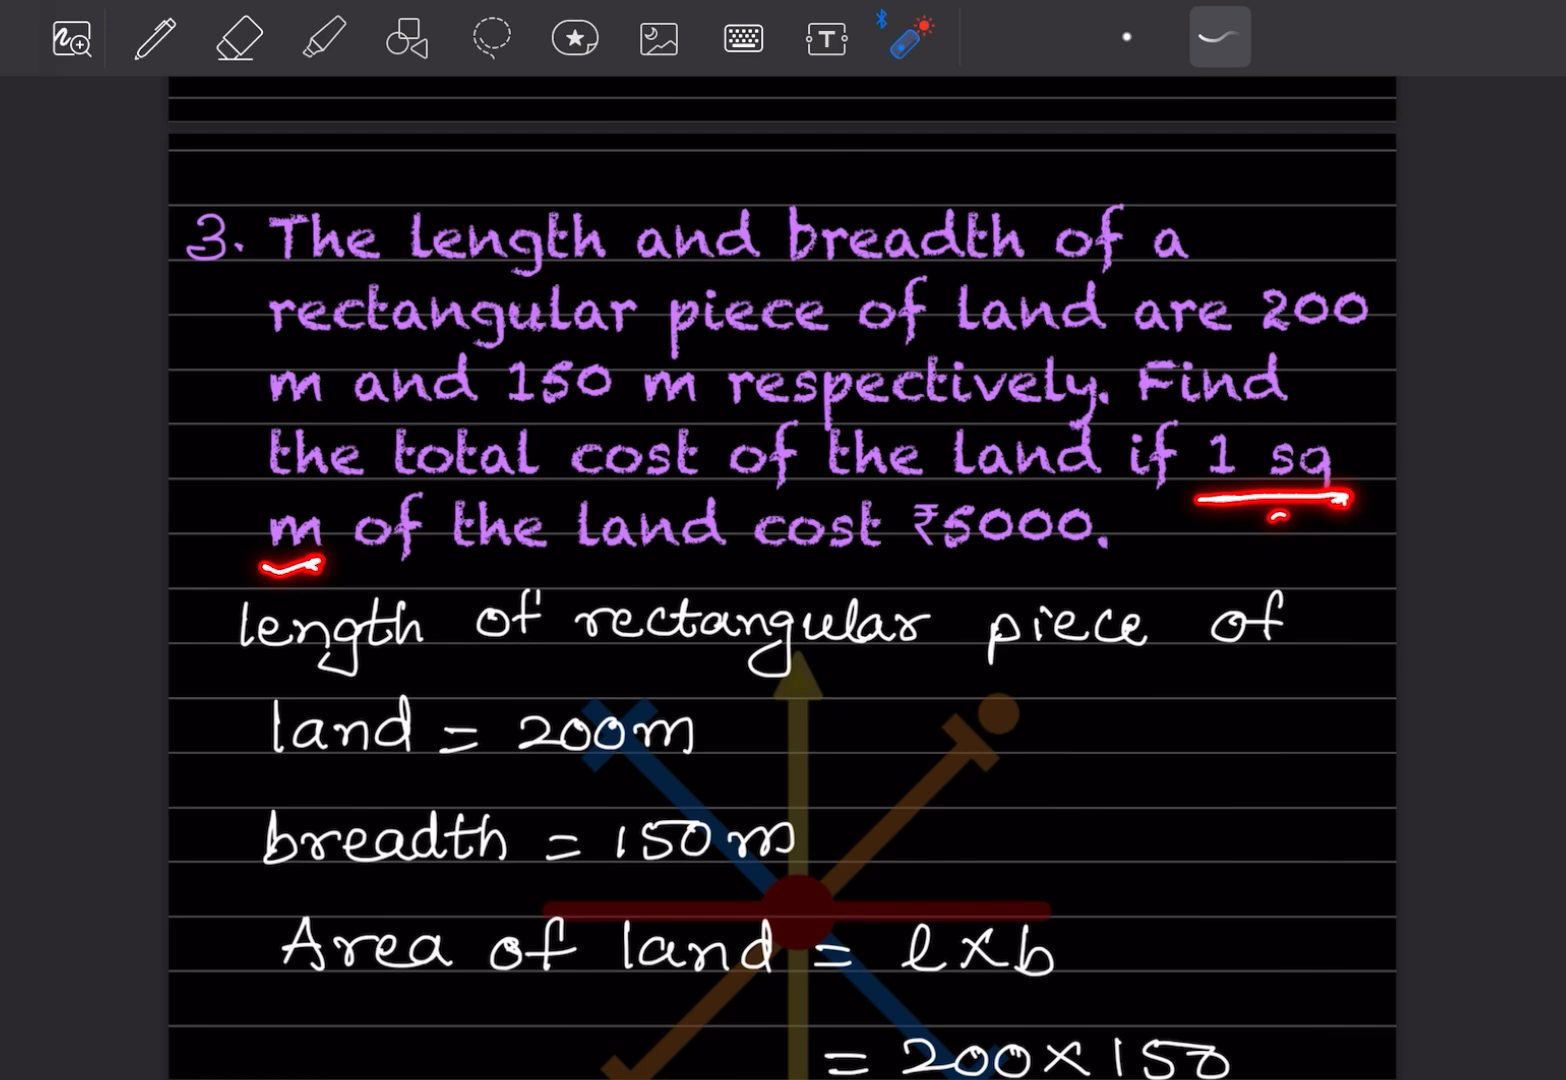 3. The length and breadth of a
rectangular piece of land are 200
m and 150 m respectively. Find
the total cost of the land if 1 sq
m of the land cost ₹5000.
length of rectangular piece of
land = 200m
breadth = 150m
Area of land = l×b
= 200×150